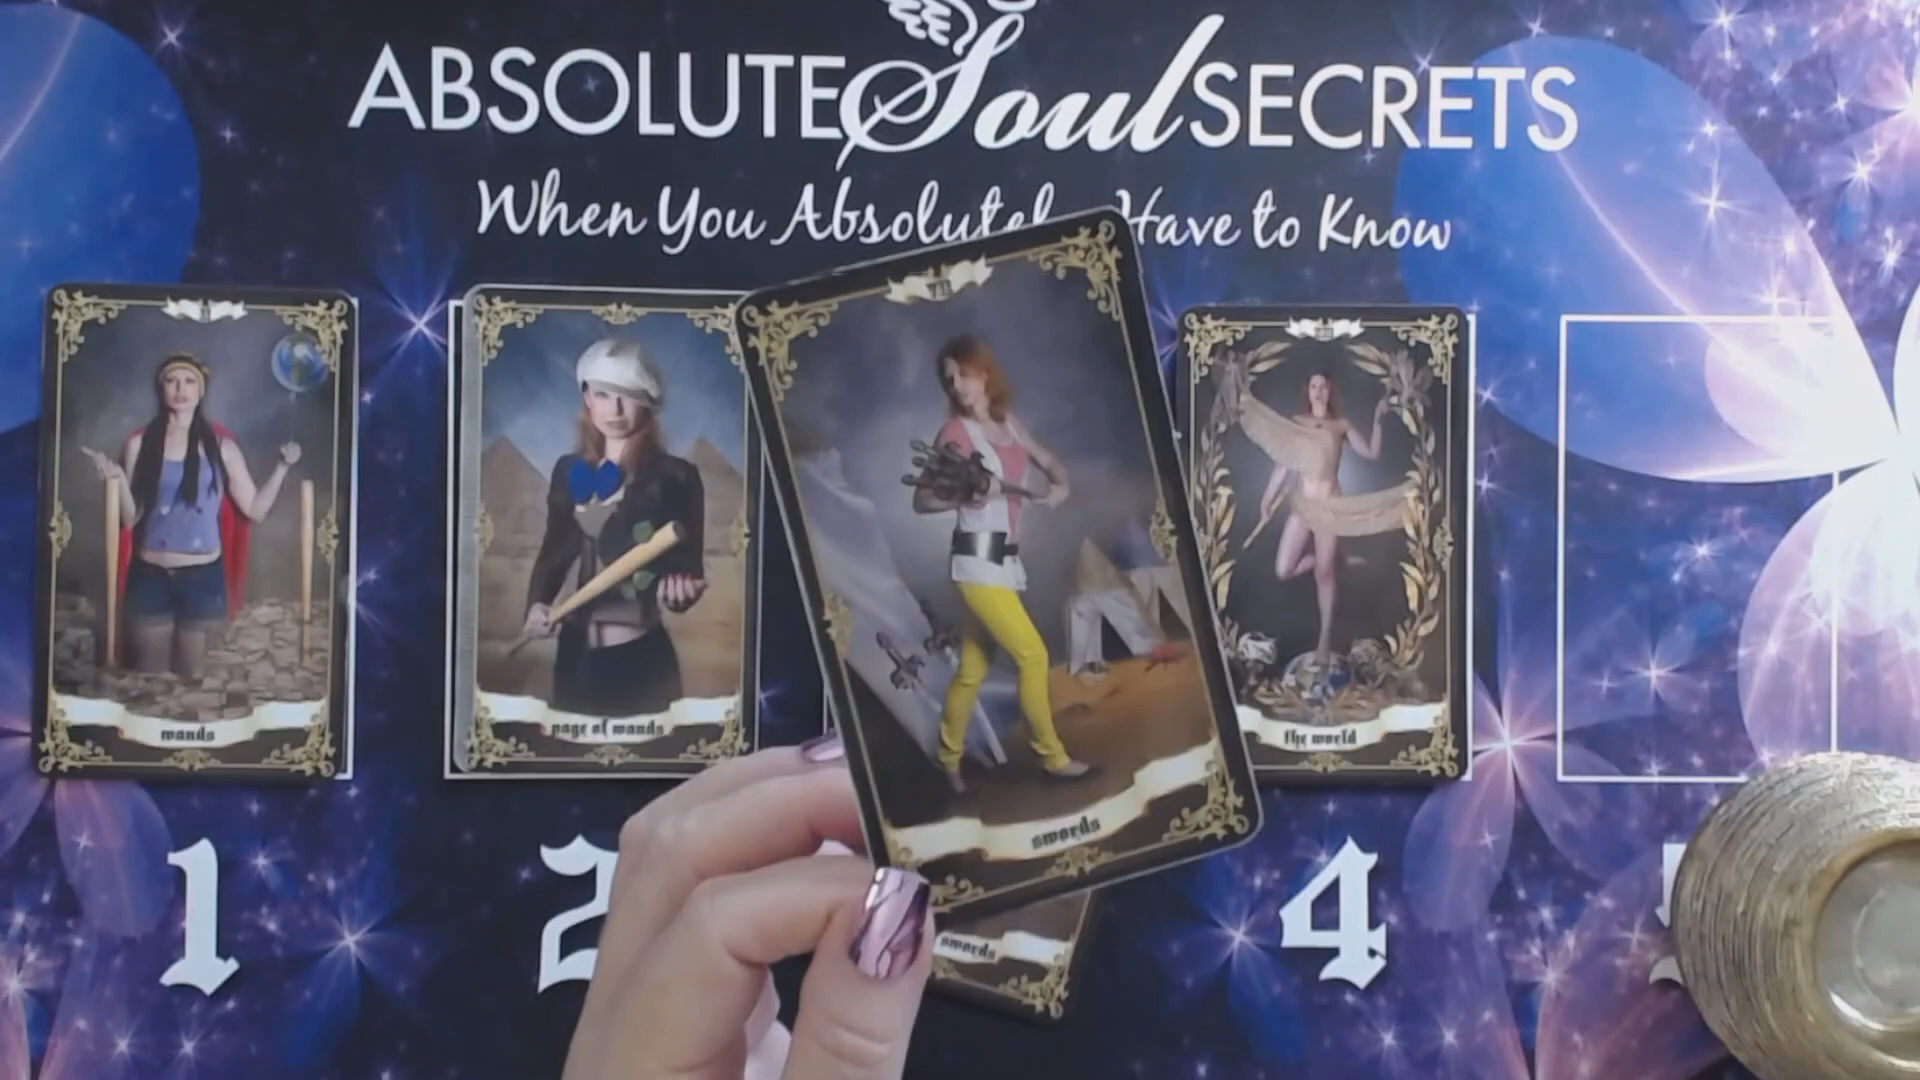 ABSOLUTE Soul SECRETS
When You Absolutel Have to Know
VII
wands
page of wands
swords
the world
swords
1
2
4